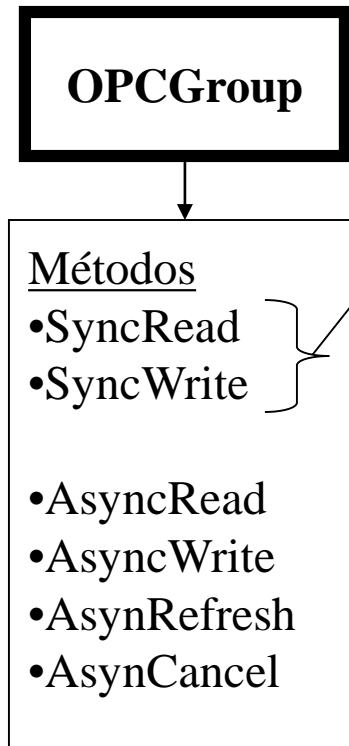 OPCGroup
Métodos
•SyncRead
•SyncWrite
•AsyncRead
•AsyncWrite
•AsynRefresh
•AsynCancel